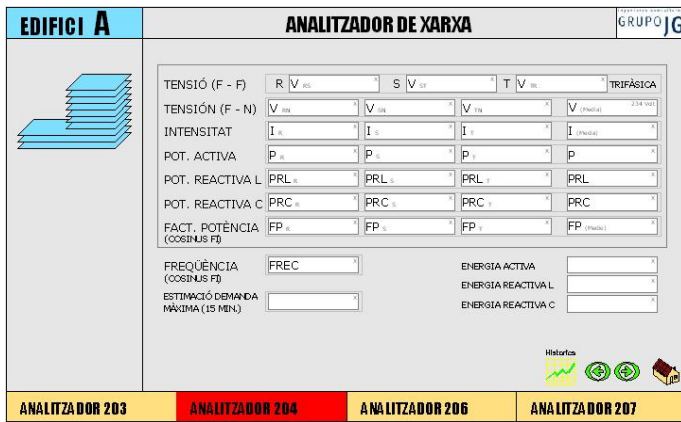 EDIFICI A
ANALITZADOR DE XARXA
GRUPO JG
TENSIÓ (F - F) R V RS x S V ST x T V TR x TRIFÀSICA
TENSIÓN (F - N) V RN x V SN x V TN x V (Media) 234 Volt
INTENSITAT I R x I S x I T x I (Media) x
POT. ACTIVA P R x P S x P T x P x
POT. REACTIVA L PRL R x PRL S x PRL T x PRL x
POT. REACTIVA C PRC R x PRC S x PRC T x PRC x
FACT. POTÈNCIA FP R x FP S x FP T x FP (Media) x
(COSINUS FI)
FREQÜÈNCIA FREC x ENERGIA ACTIVA x
(COSINUS FI)
ENERGIA REACTIVA L x
ESTIMACIÓ DEMANDA x
MÀXIMA (15 MIN.) ENERGIA REACTIVA C x
Historics
ANALITZADOR 203 ANALITZADOR 204 ANALITZADOR 206 ANALITZADOR 207